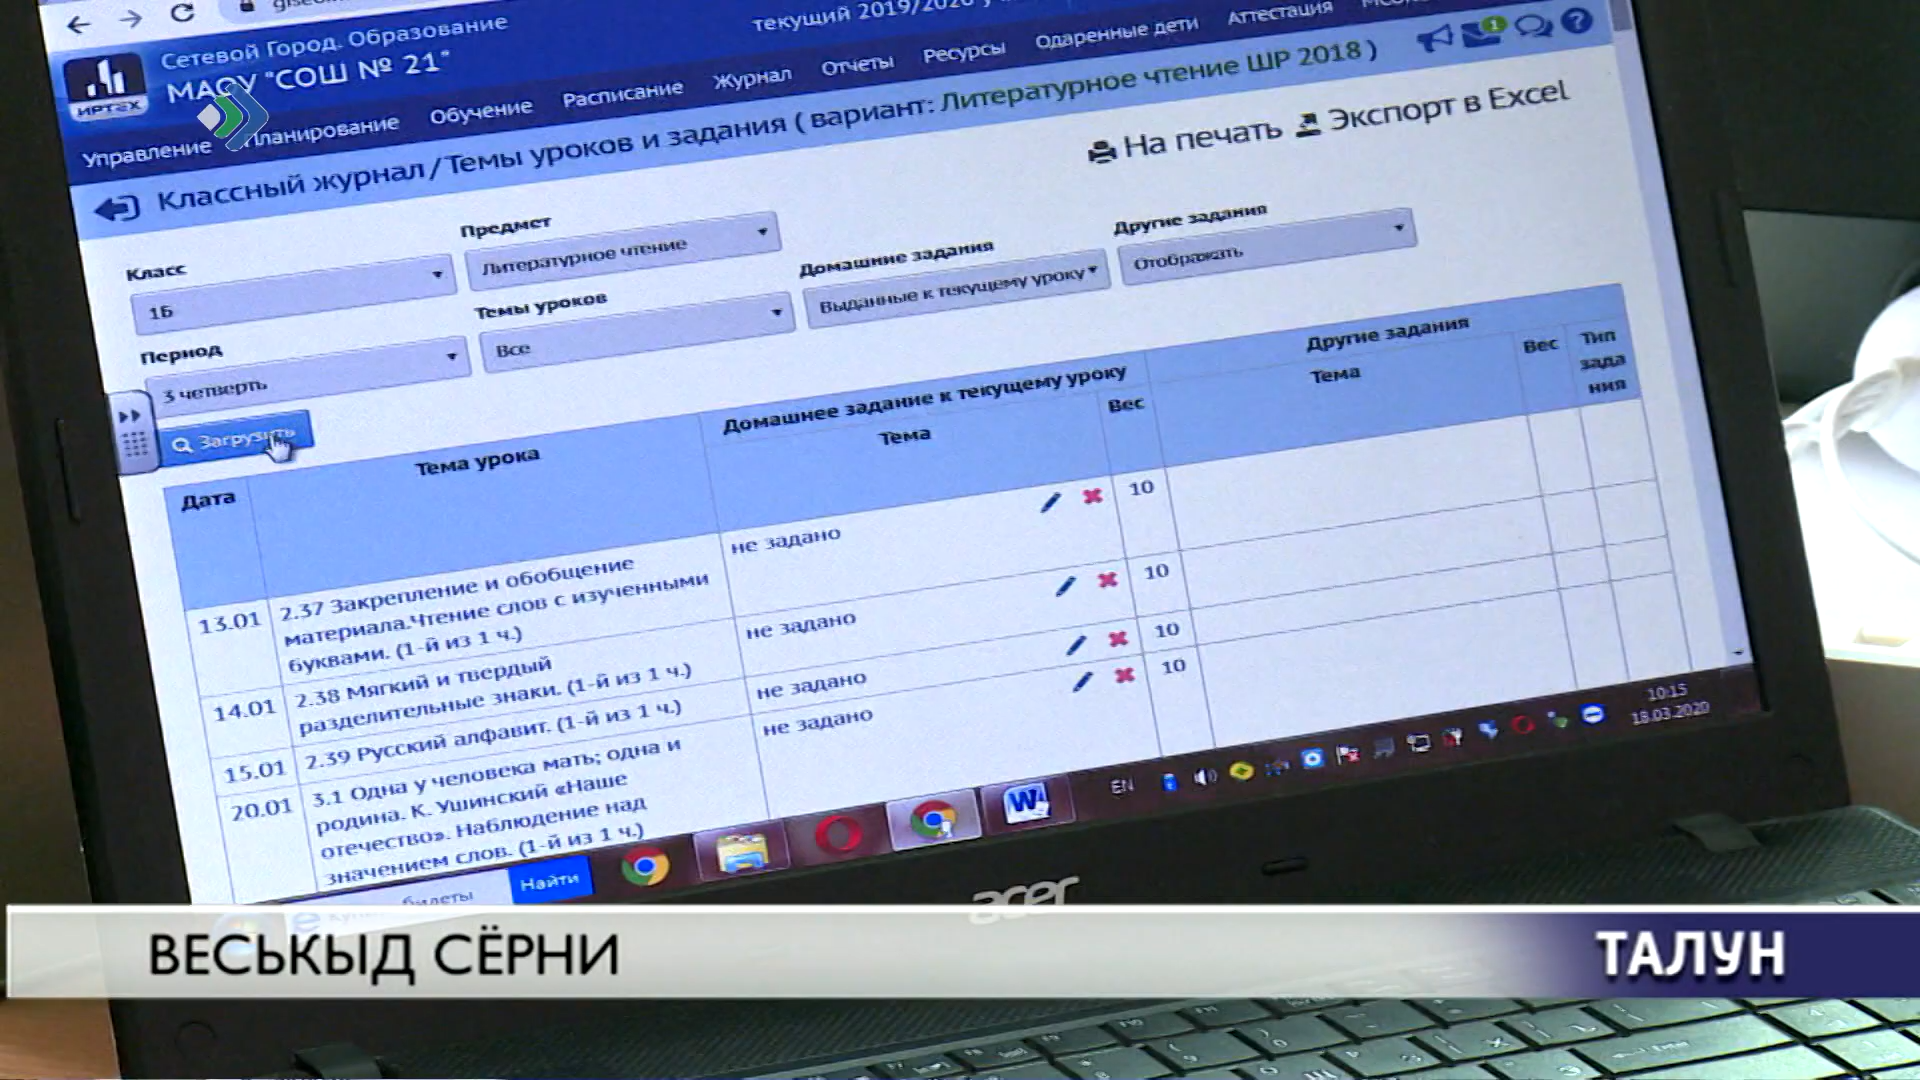 Сетевой Город. Образование
МАОУ "СОШ № 21"
текущий 2019/2020
ИРТЕХ
Управление Планирование Обучение Расписание Журнал Отчеты Ресурсы Одаренные дети Аттестация
1
Классный журнал/Темы уроков и задания ( вариант: Литературное чтение ШР 2018 )
На печать Экспорт в Excel
Класс
1Б
Предмет
Литературное чтение
Период
3 четверть
Темы уроков
Все
Домашние задания
Выданные к текущему уроку
Другие задания
Отображать
Загрузить
Дата Тема урока Домашнее задание к текущему уроку Другие задания
Тема Вес Тема Вес Тип
зада
ния
13.01 2.37 Закрепление и обобщение
материала.Чтение слов с изученными
буквами. (1-й из 1 ч.)
не задано 10
14.01 2.38 Мягкий и твердый
разделительные знаки. (1-й из 1 ч.)
не задано 10
15.01 2.39 Русский алфавит. (1-й из 1 ч.)
не задано 10
20.01 3.1 Одна у человека мать; одна и
родина. К. Ушинский «Наше
отечество». Наблюдение над
значением слов. (1-й из 1 ч.)
не задано 10
билеты Найти
EN
10:15
18.03.2020
acer
ВЕСЬКЫД СЁРНИ
ТАЛУН